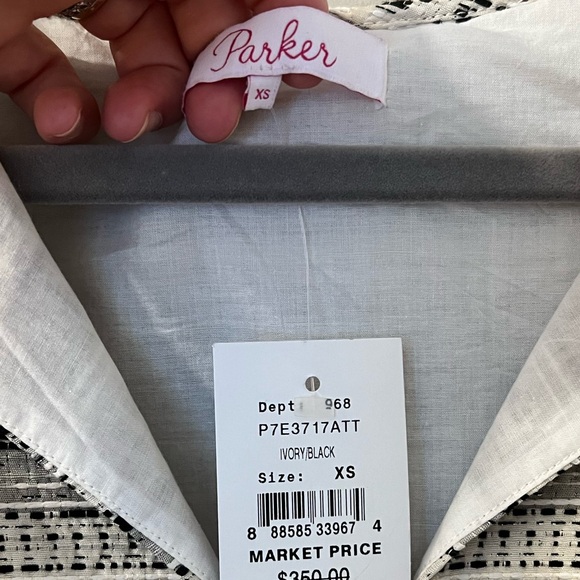 Parker
XS
Dept 968
P7E3717ATT
IVORY/BLACK
Size: XS
8 88585 33967 4
MARKET PRICE
$350.00